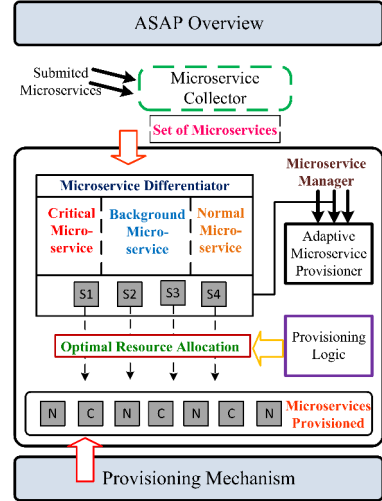 ASAP Overview
Submited
Microservices
Microservice
Collector
Set of Microservices
Microservice Differentiator
Critical
Micro-
service
Background
Micro-
service
Normal
Micro-
service
Microservice
Manager
Adaptive
Microservice
Provisioner
S1 S2 S3 S4
Optimal Resource Allocation
Provisioning
Logic
N C N C N C N
Microservices
Provisioned
Provisioning Mechanism